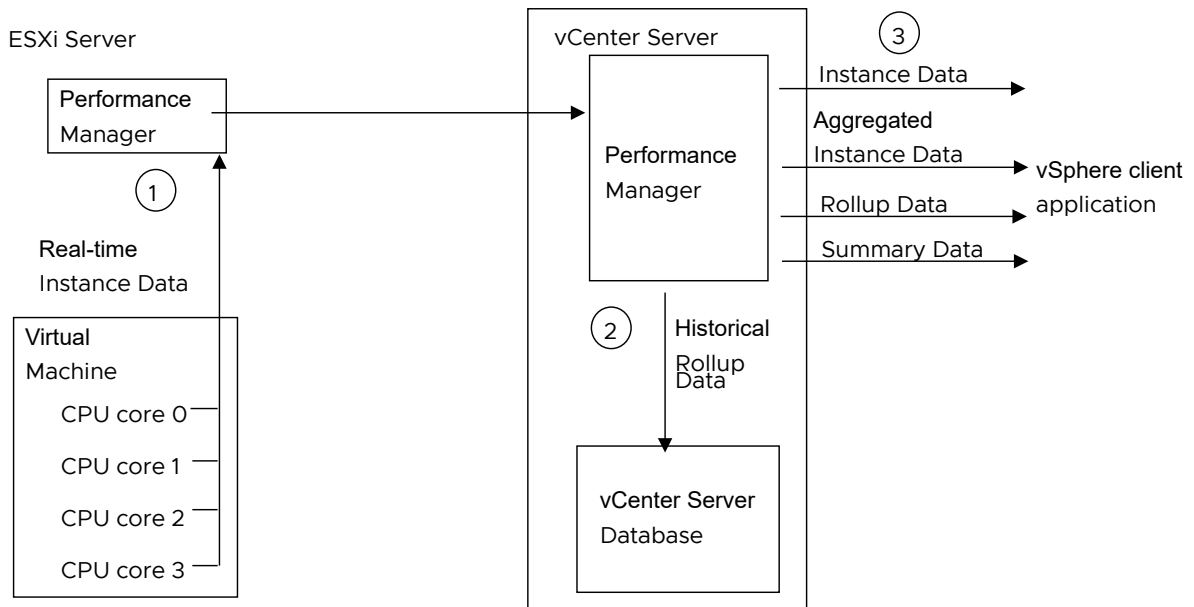 ESXi Server
Performance
Manager
1
Real-time
Instance Data
Virtual
Machine
CPU core 0
CPU core 1
CPU core 2
CPU core 3
vCenter Server
Performance
Manager
2
Historical
Rollup
Data
vCenter Server
Database
3
Instance Data
Aggregated
Instance Data
Rollup Data
Summary Data
vSphere client
application